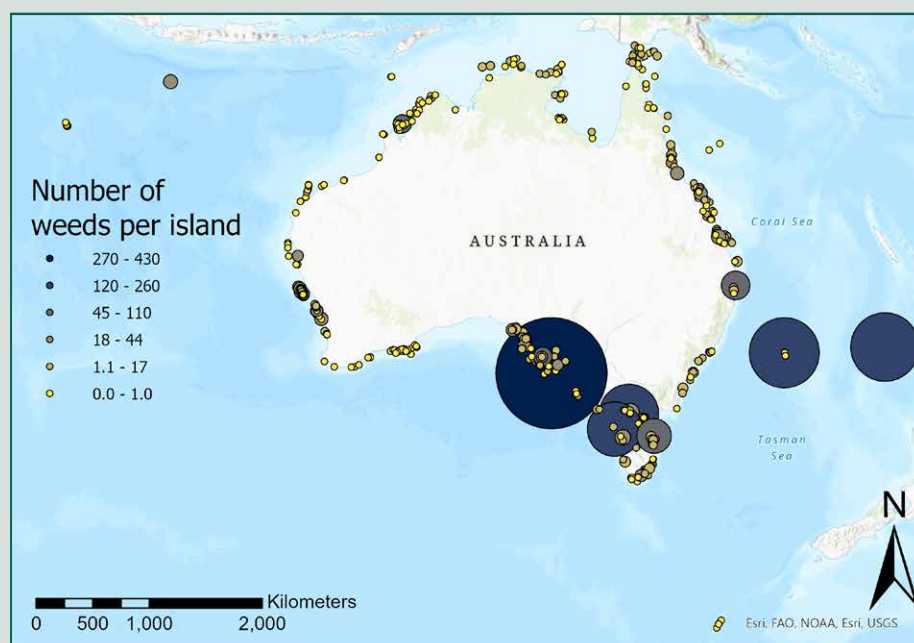 Number of
weeds per island
270 - 430
120 - 260
45 - 110
18 - 44
1.1 - 17
0.0 - 1.0
AUSTRALIA
Coral Sea
Tasman
Sea
N
Kilometers
0 500 1,000 2,000
Esri, FAO, NOAA, Esri, USGS